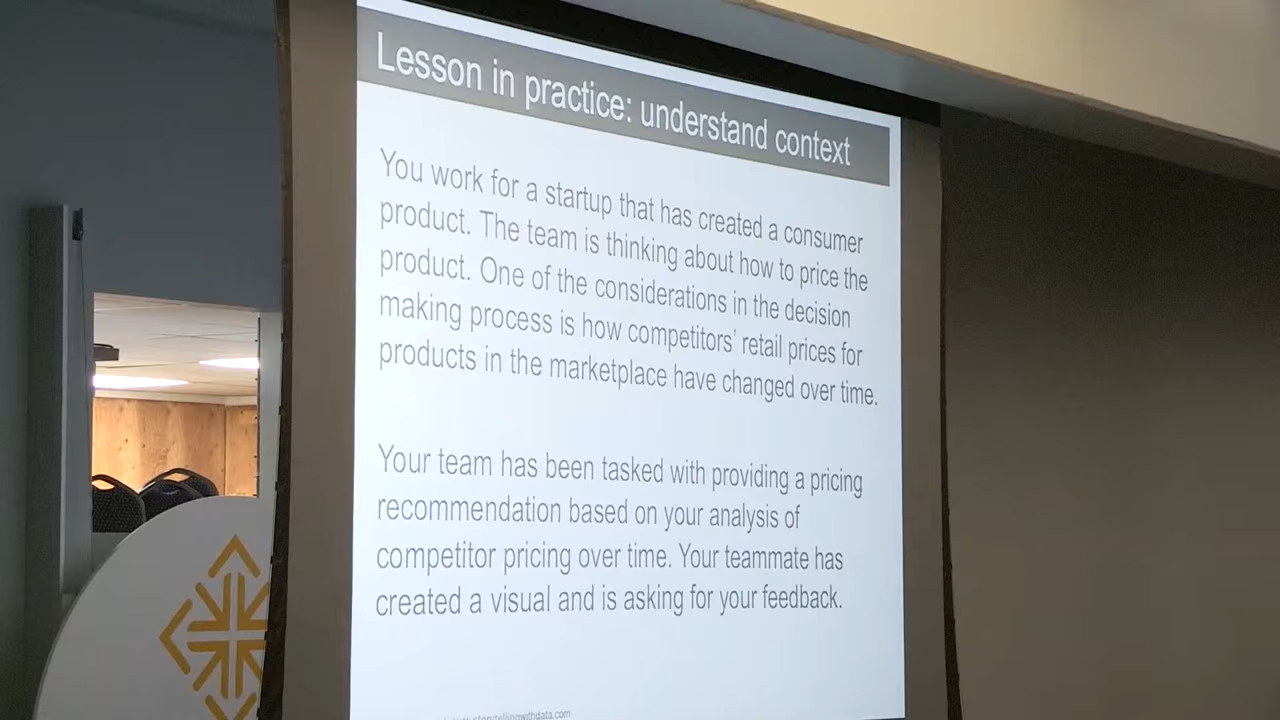 Lesson in practice: understand context
You work for a startup that has created a consumer
product. The team is thinking about how to price the
product. One of the considerations in the decision
making process is how competitors' retail prices for
products in the marketplace have changed over time.
Your team has been tasked with providing a pricing
recommendation based on your analysis of
competitor pricing over time. Your teammate has
created a visual and is asking for your feedback.
www.storytellingwithdata.com